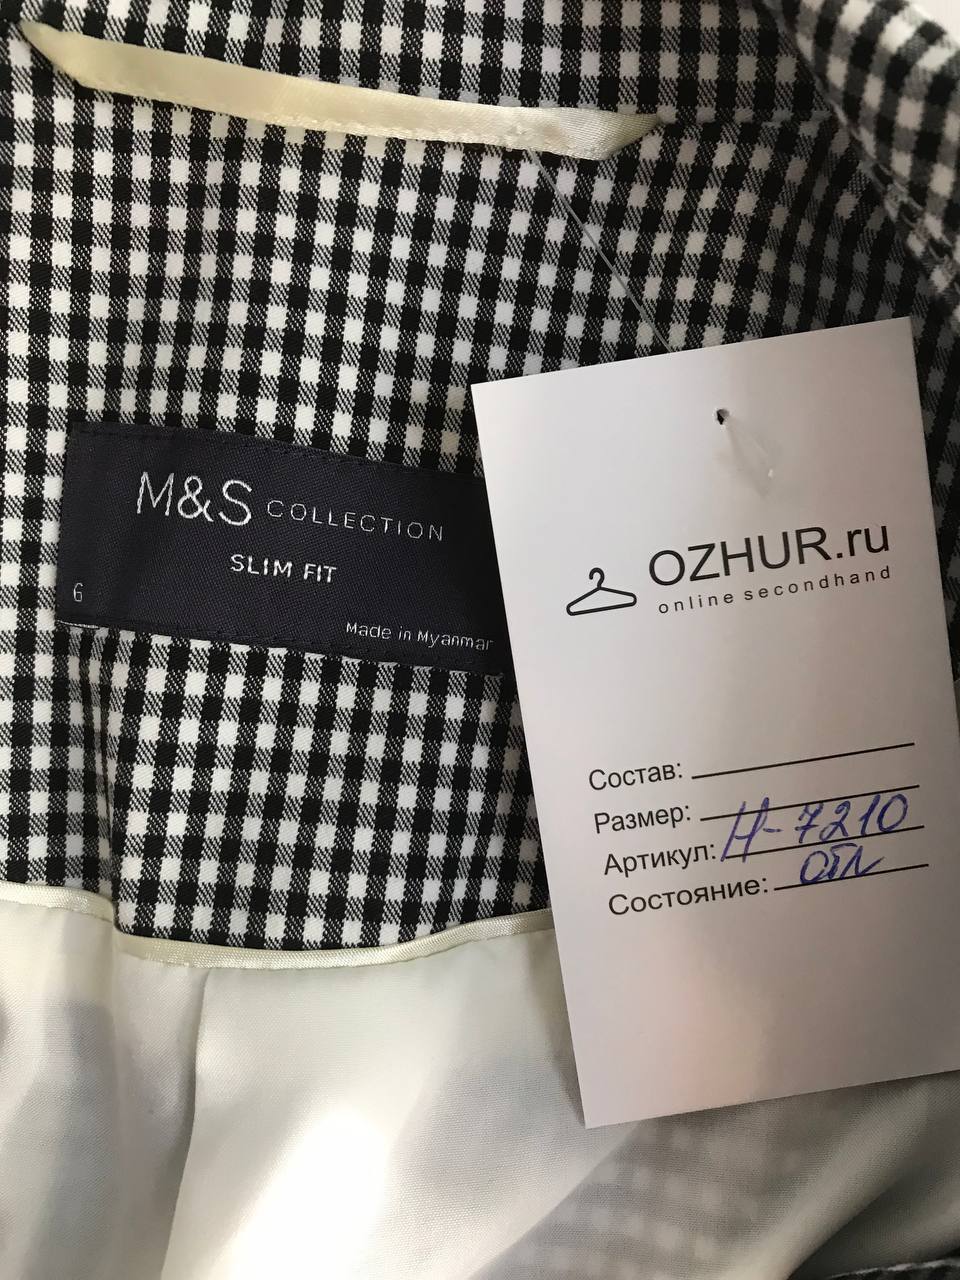 M&S COLLECTION
SLIM FIT
6
Made in Myanmar
OZHUR.ru
online secondhand
Состав:
Размер:
Артикул: Н-7210
Состояние: отл